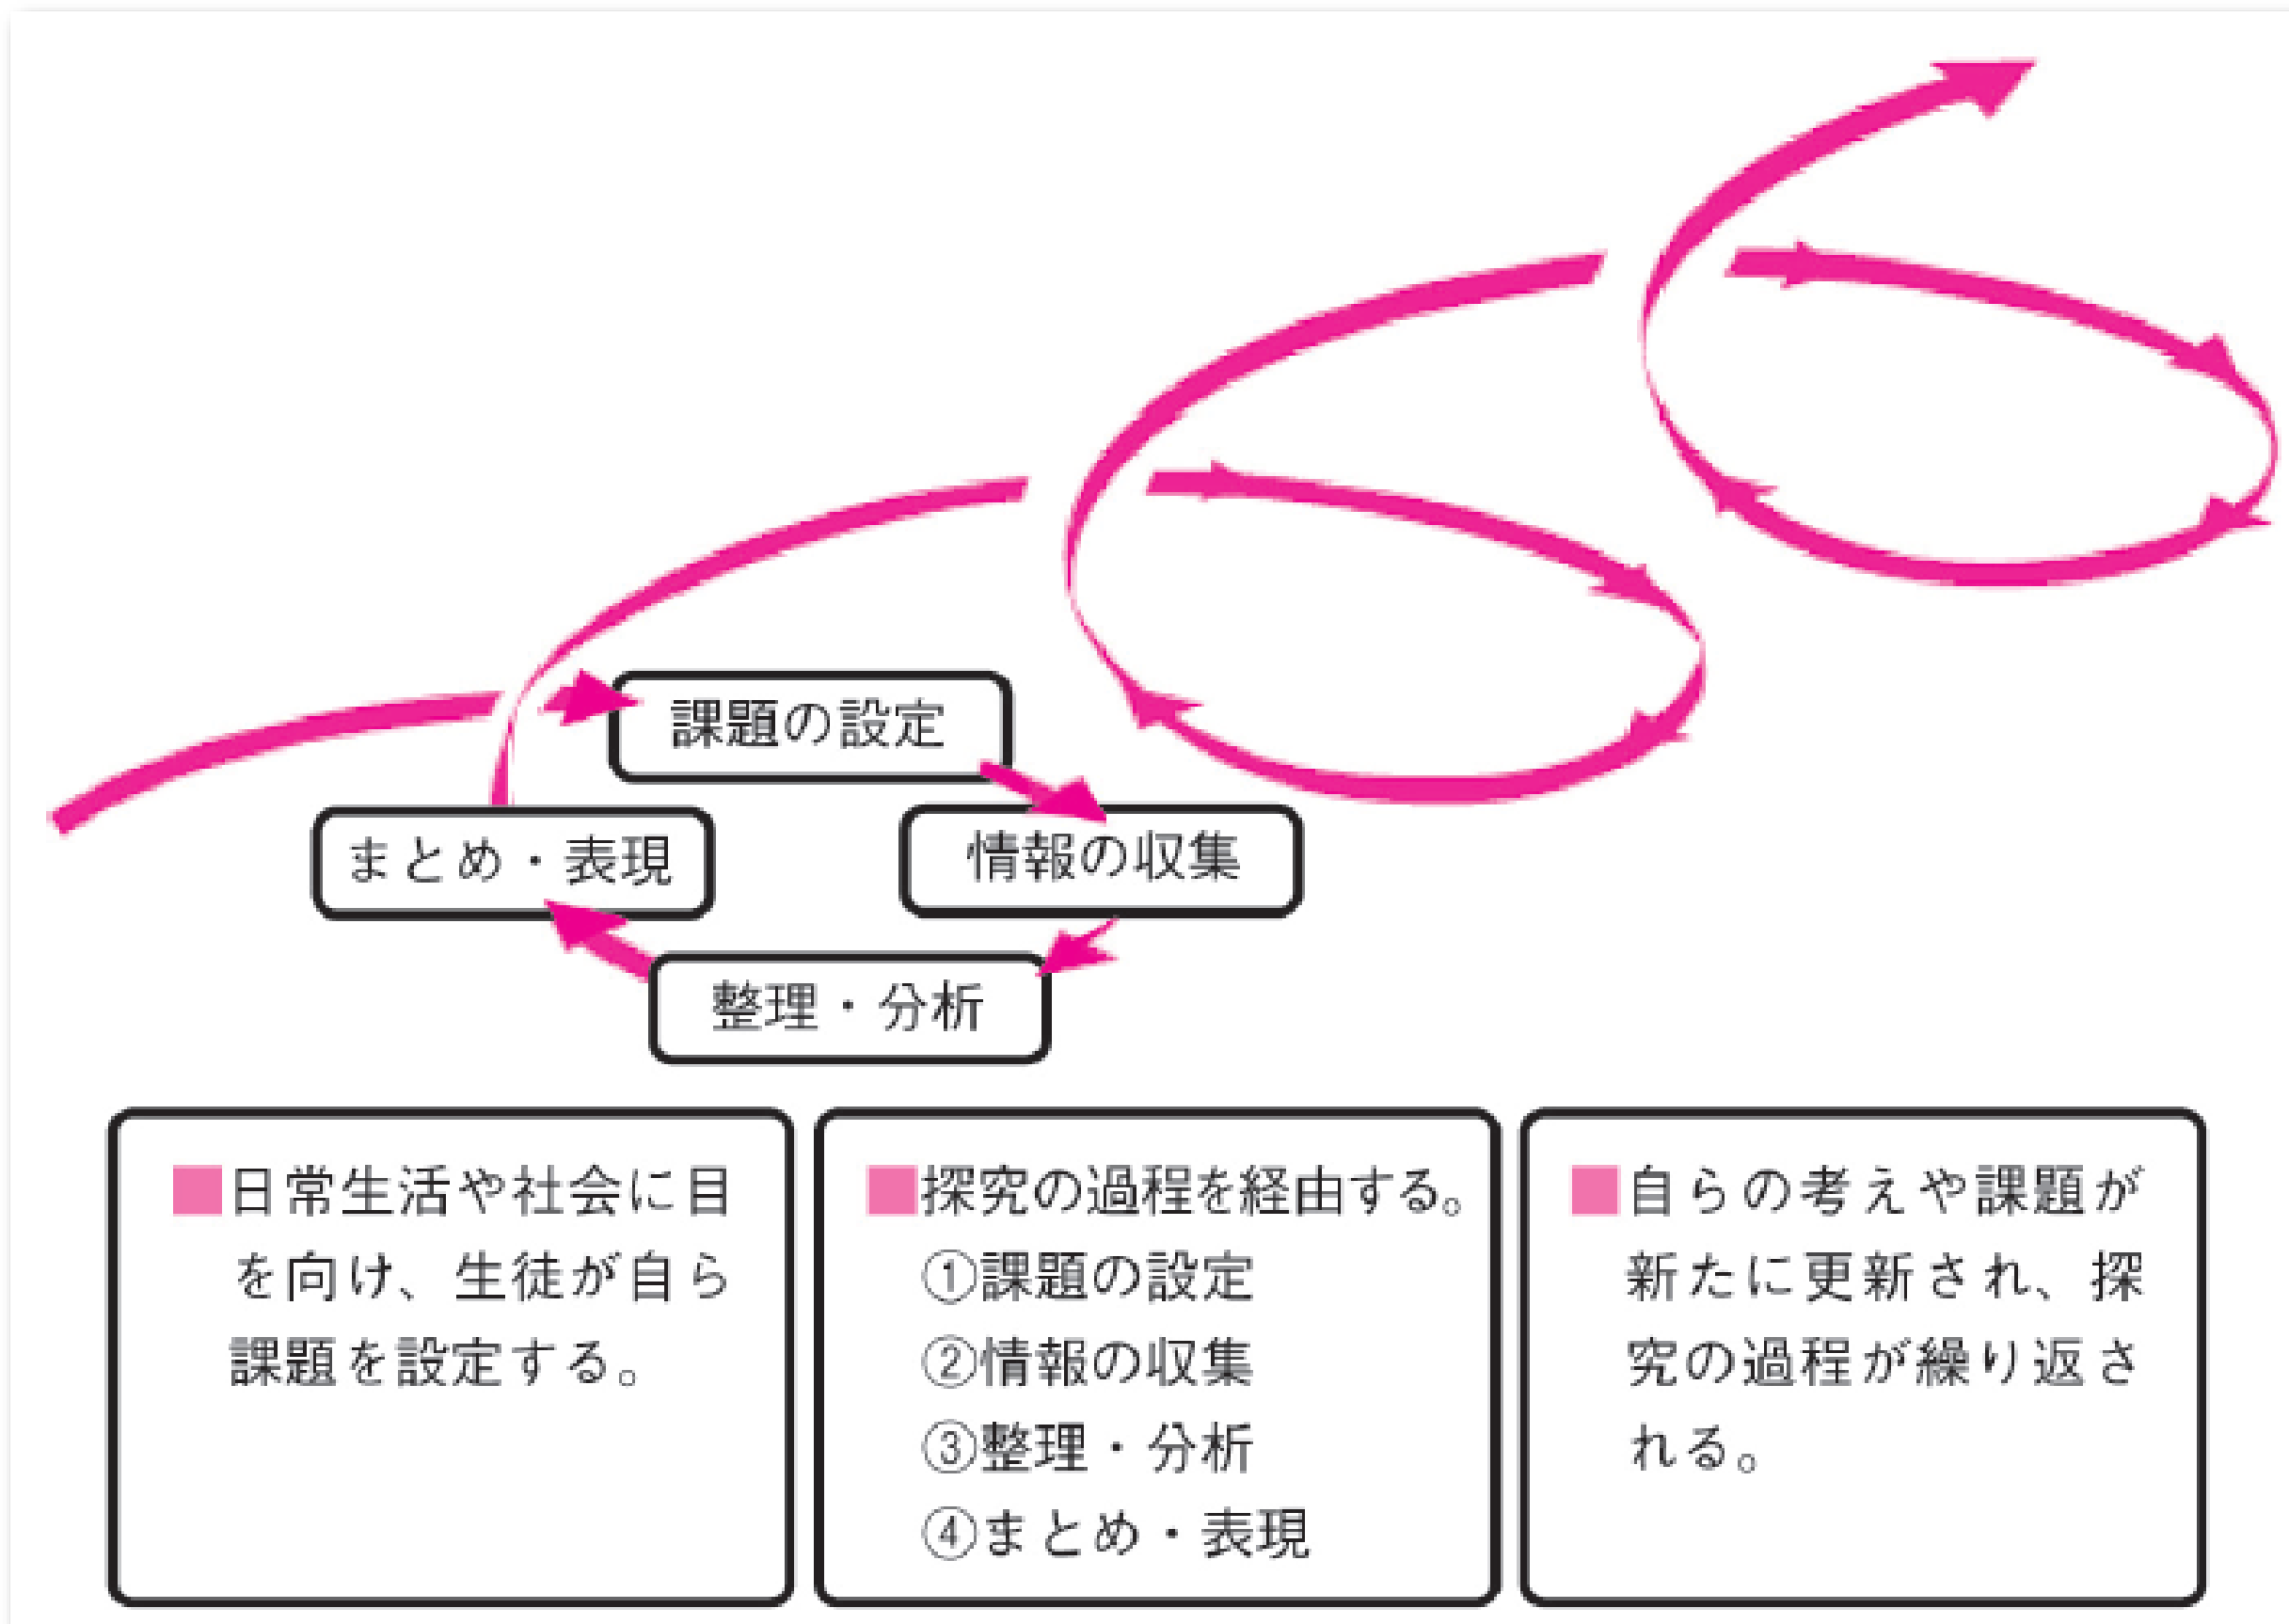 課題の設定
まとめ・表現
情報の収集
整理・分析
■日常生活や社会に目
を向け、生徒が自ら
課題を設定する。
■探究の過程を経由する。
①課題の設定
②情報の収集
③整理・分析
④まとめ・表現
■自らの考えや課題が
新たに更新され、探
究の過程が繰り返さ
れる。